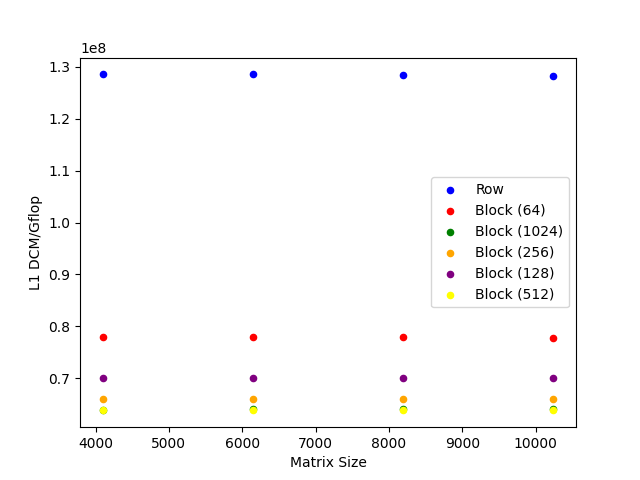 1e8
1.3
1.2
1.1
1.0
0.9
0.8
0.7
L1 DCM/Gflop
Row
Block (64)
Block (1024)
Block (256)
Block (128)
Block (512)
4000 5000 6000 7000 8000 9000 10000
Matrix Size